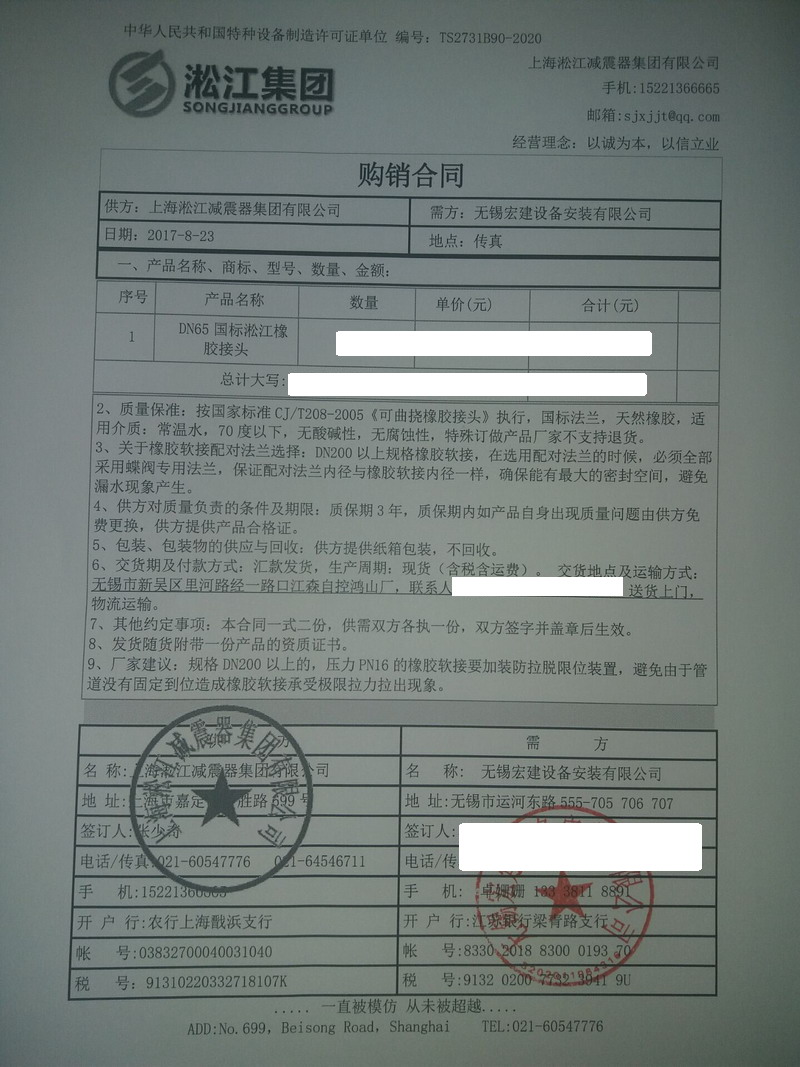 中华人民共和国特种设备制造许可证单位 编号：TS2731B90-2020
淞江集团
SONGJIANGGROUP
上海淞江减震器集团有限公司
手机:15221366665
邮箱:sjxjjt@qq.com
经营理念：以诚为本，以信立业
购销合同
供方：上海淞江减震器集团有限公司 需方：无锡宏建设备安装有限公司
日期：2017-8-23 地点：传真
一、产品名称、商标、型号、数量、金额：
序号 产品名称 数量 单价(元) 合计(元)
1 DN65 国标淞江橡
胶接头
总计大写:
2、质量保准：按国家标准 CJ/T208-2005《可曲挠橡胶接头》执行，国标法兰，天然橡胶，适
用介质：常温水，70 度以下，无酸碱性，无腐蚀性，特殊订做产品厂家不支持退货。
3、关于橡胶软接配对法兰选择：DN200 以上规格橡胶软接，在选用配对法兰的时候，必须全部
采用蝶阀专用法兰，保证配对法兰内径与橡胶软接内径一样，确保能有最大的密封空间，避免
漏水现象产生。
4、供方对质量负责的条件及期限：质保期 3 年，质保期内如产品自身出现质量问题由供方免
费更换，供方提供产品合格证。
5、包装、包装物的供应与回收：供方提供纸箱包装，不回收。
6、交货期及付款方式：汇款发货，生产周期：现货（含税含运费）。 交货地点及运输方式：
无锡市新吴区里河路经一路口江森自控鸿山厂，联系人 送货上门，
物流运输。
7、其他约定事项：本合同一式二份，供需双方各执一份，双方签字并盖章后生效。
8、发货随货附带一份产品的资质证书。
9、厂家建议：规格 DN200 以上的，压力 PN16 的橡胶软接要加装防拉脱限位装置，避免由于管
道没有固定到位造成橡胶软接承受极限拉力拉出现象。
方 需 方
名 称:上海淞江减震器集团有限公司 名 称： 无锡宏建设备安装有限公司
地 址:上海市嘉定 胜路 599 号 地 址:无锡市运河东路 555-705 706 707
签订人:张少奇 签订人:
电话/传真:021-60547776 021-64546711 电话/传
手 机:15221366665 手 机: 卓姗姗 133 3811 8891
开 户 行:农行上海戬浜支行 开 户 行:江苏银行梁青路支行
帐 号:03832700040031040 帐 号:8330 2018 8300 0193 70
税 号： 91310220332718107K 税 号:9132 0200 7732 3941 9U
上海淞江减震器集团有限公司
..... 一直被模仿 从未被超越.....
ADD:No.699, Beisong Road, Shanghai TEL:021-60547776